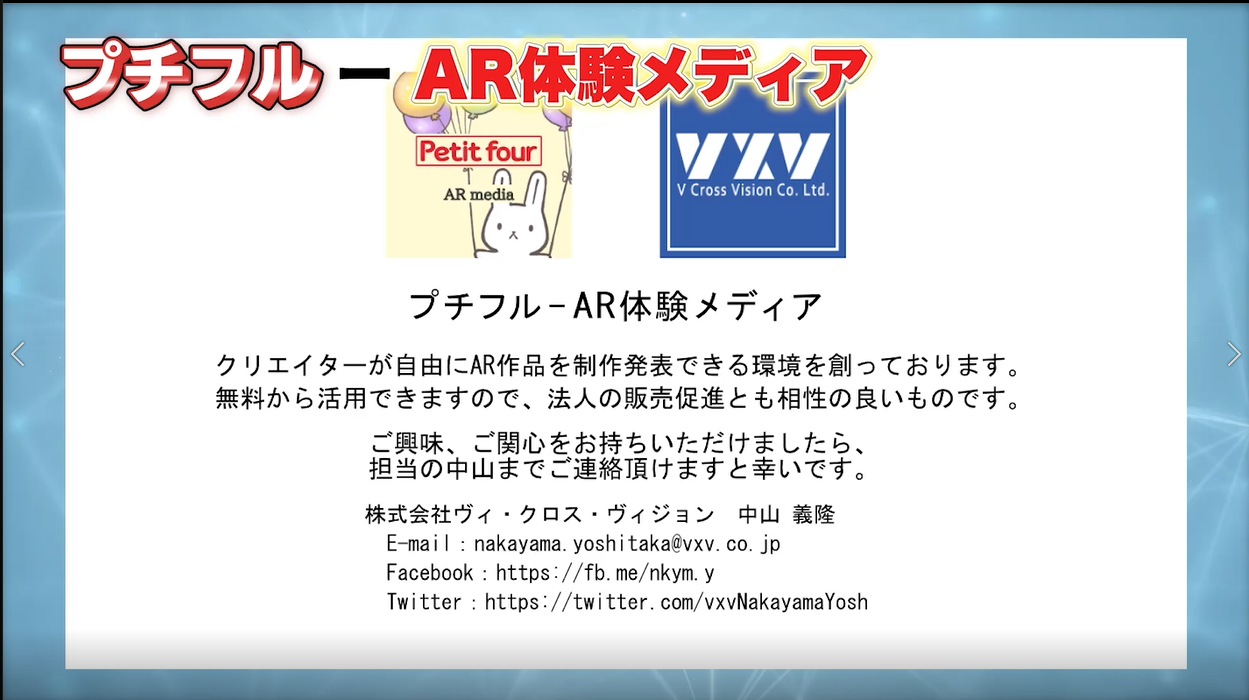 プチフル － AR体験メディア
Petit four
AR media
VXV
V Cross Vision Co. Ltd.
プチフル－AR体験メディア
クリエイターが自由にAR作品を制作発表できる環境を創っております。
無料から活用できますので、法人の販売促進とも相性の良いものです。
ご興味、ご関心をお持ちいただけましたら、
担当の中山までご連絡頂けますと幸いです。
株式会社ヴィ・クロス・ヴィジョン　中山 義隆
E-mail：nakayama.yoshitaka@vxv.co.jp
Facebook：https://fb.me/nkym.y
Twitter：https://twitter.com/vxvNakayamaYosh